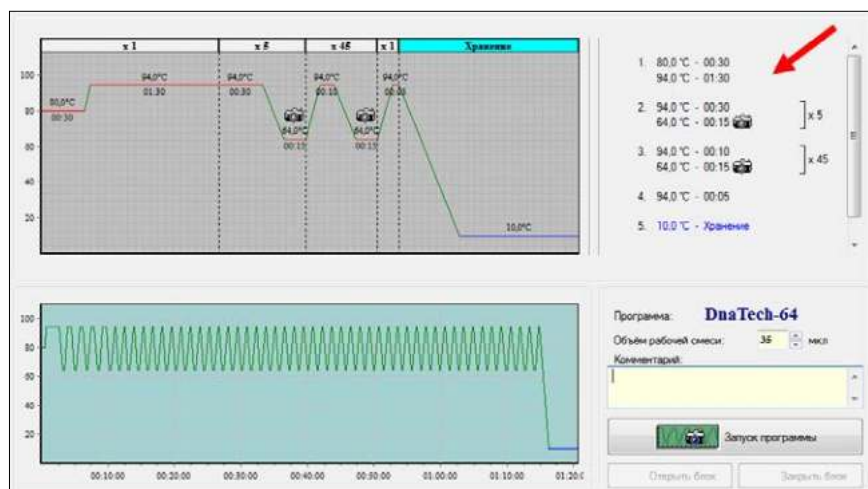 x 1 x 5 x 45 x 1 Хранение
100
80
60
40
20
80,0°C
00:30
94,0°C
01:30
94,0°C
00:30
64,0°C
00:15
94,0°C
00:10
64,0°C
00:15
94,0°C
00:05
10,0°C
1. 80,0 °C - 00:30
94,0 °C - 01:30
2. 94,0 °C - 00:30
64,0 °C - 00:15
x 5
3. 94,0 °C - 00:10
64,0 °C - 00:15
x 45
4. 94,0 °C - 00:05
5. 10,0 °C - Хранение
100
80
60
40
20
00:10:00 00:20:00 00:30:00 00:40:00 00:50:00 01:00:00 01:10:00 01:20:0
Программа: DnaTech-64
Объём рабочей смеси: 35 мкл
Комментарий:
Запуск программы
Открыть блок Закрыть блок